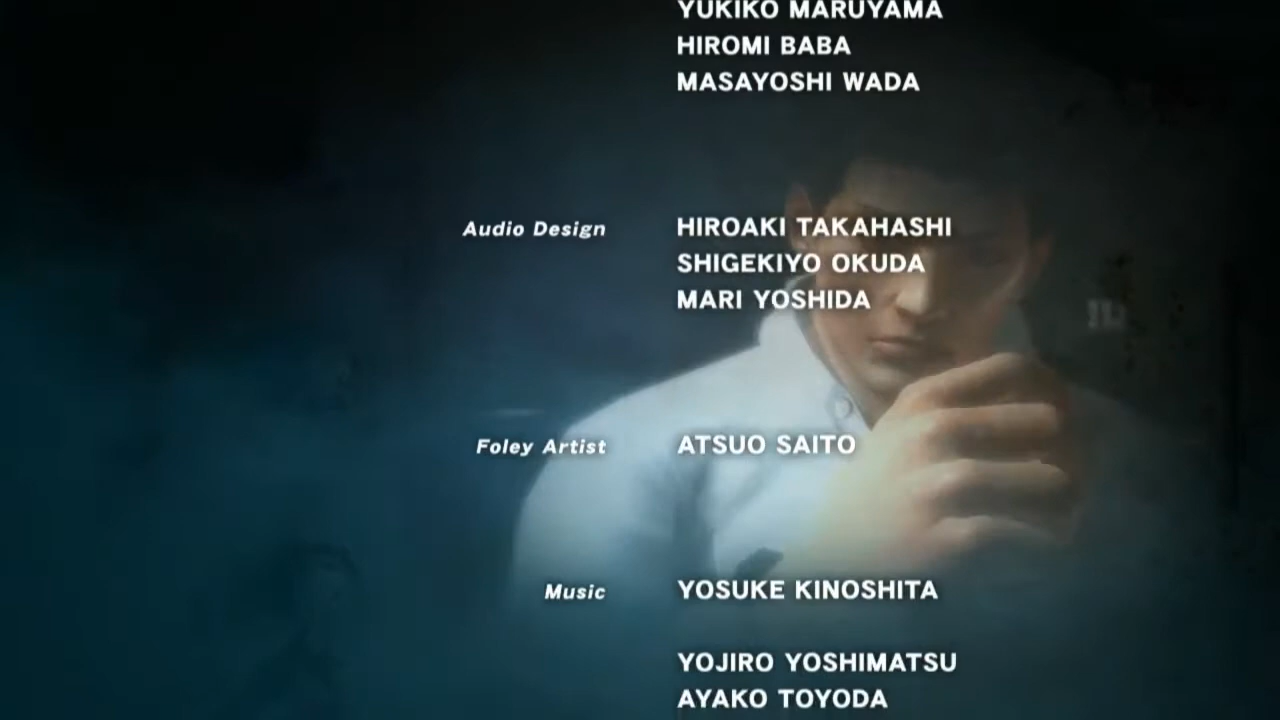 YUKIKO MARUYAMA
HIROMI BABA
MASAYOSHI WADA
Audio Design HIROAKI TAKAHASHI
SHIGEKIYO OKUDA
MARI YOSHIDA
Foley Artist ATSUO SAITO
Music YOSUKE KINOSHITA
YOJIRO YOSHIMATSU
AYAKO TOYODA